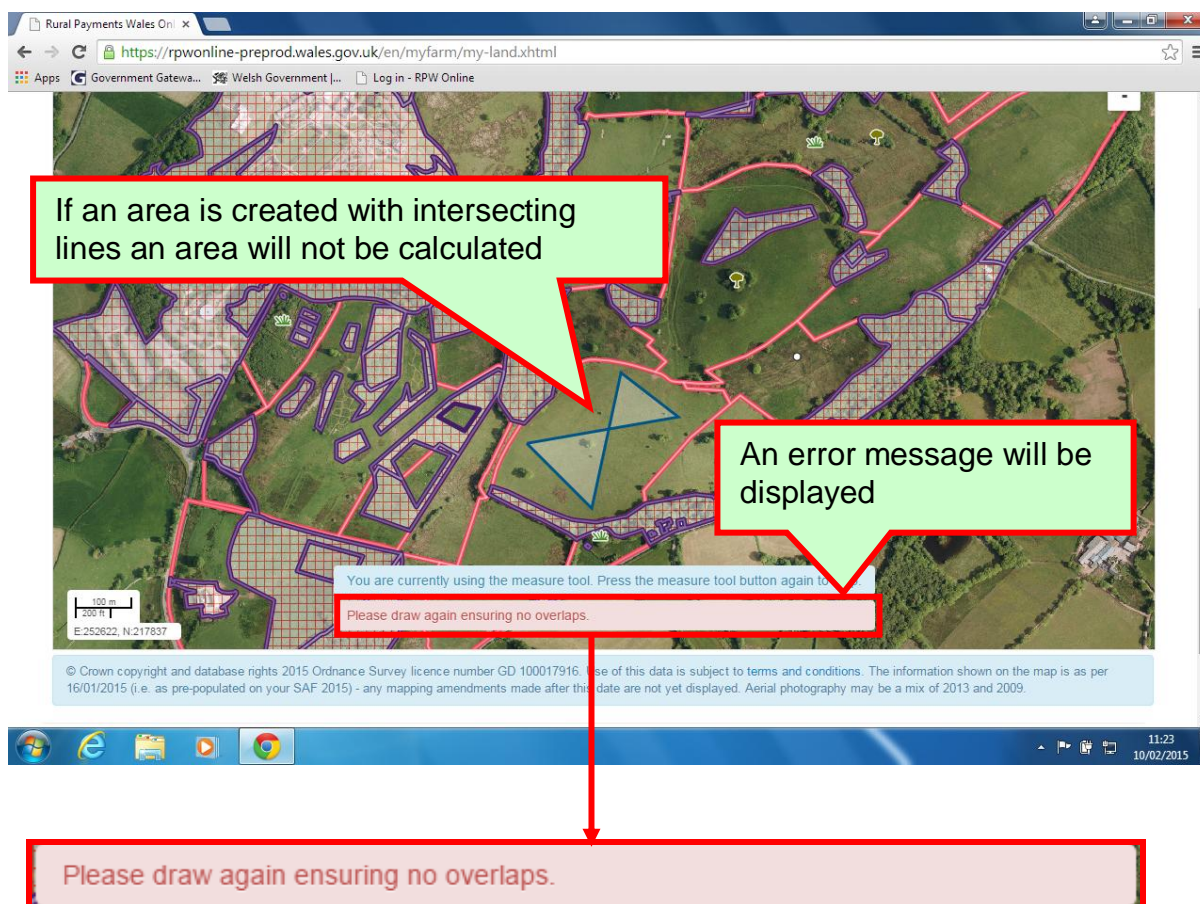 Rural Payments Wales Onl
https://rpwonline-preprod.wales.gov.uk/en/myfarm/my-land.xhtml
Apps Government Gatewa... Welsh Government |... Log in - RPW Online
-
If an area is created with intersecting
lines an area will not be calculated
An error message will be
displayed
You are currently using the measure tool. Press the measure tool button again to
Please draw again ensuring no overlaps.
100 m
200 ft
E:252622, N:217837
© Crown copyright and database rights 2015 Ordnance Survey licence number GD 100017916. Use of this data is subject to terms and conditions. The information shown on the map is as per
16/01/2015 (i.e. as pre-populated on your SAF 2015) - any mapping amendments made after this date are not yet displayed. Aerial photography may be a mix of 2013 and 2009.
11:23
10/02/2015
Please draw again ensuring no overlaps.